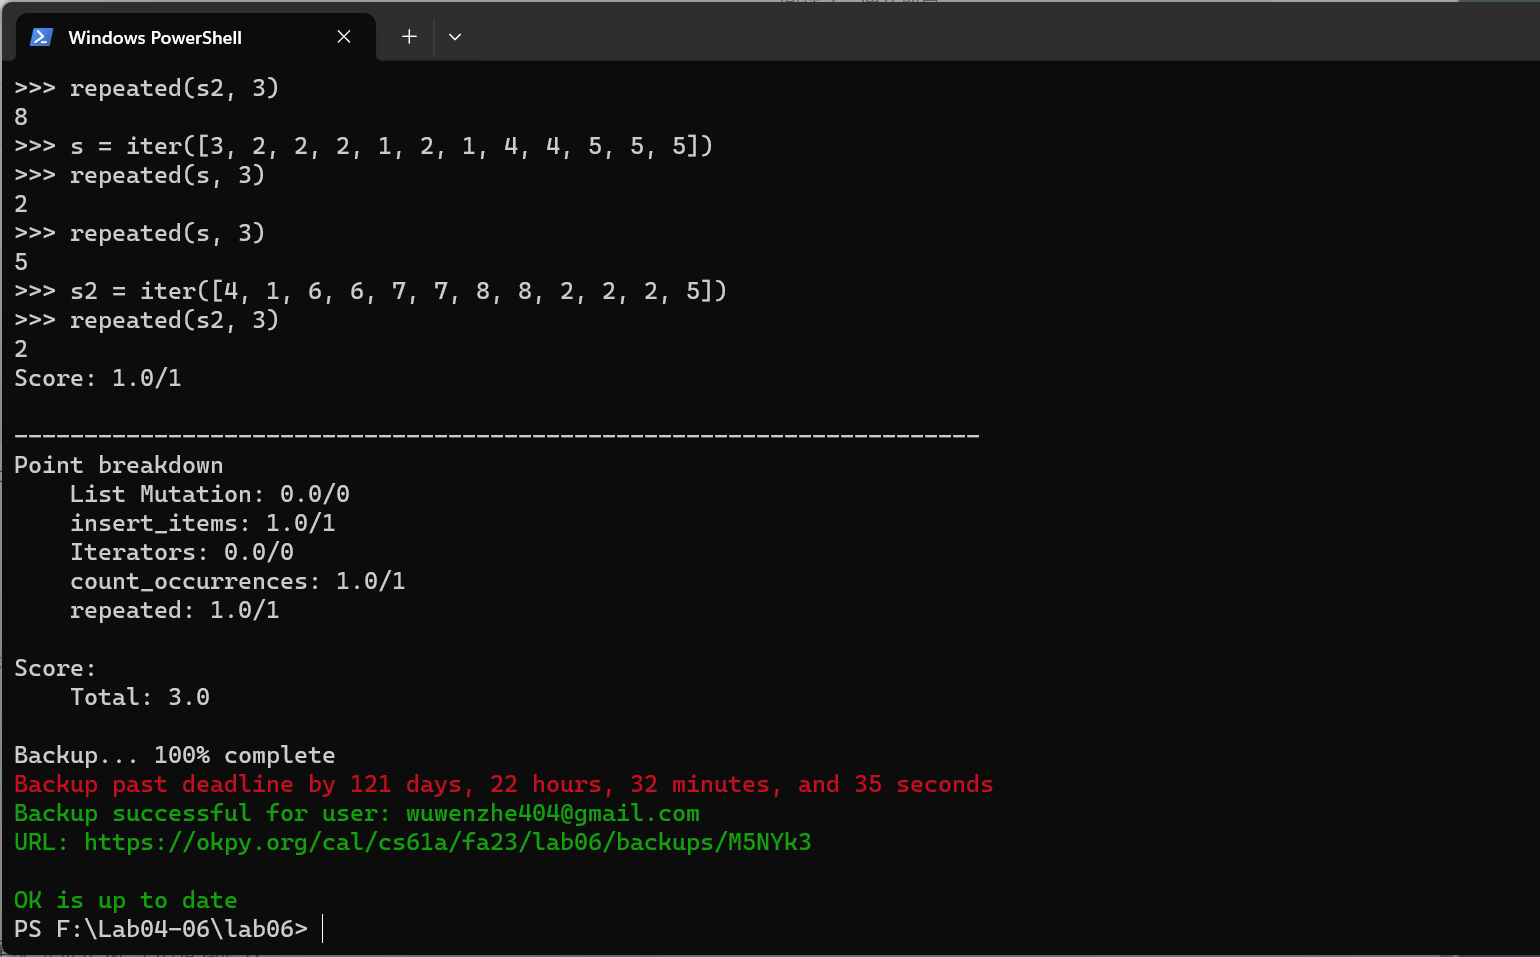 Windows PowerShell
>>> repeated(s2, 3)
8
>>> s = iter([3, 2, 2, 2, 1, 2, 1, 4, 4, 5, 5, 5])
>>> repeated(s, 3)
2
>>> repeated(s, 3)
5
>>> s2 = iter([4, 1, 6, 6, 7, 7, 8, 8, 2, 2, 2, 5])
>>> repeated(s2, 3)
2
Score: 1.0/1
---------------------------------------------------------------------
Point breakdown
    List Mutation: 0.0/0
    insert_items: 1.0/1
    Iterators: 0.0/0
    count_occurrences: 1.0/1
    repeated: 1.0/1
Score:
    Total: 3.0
Backup... 100% complete
Backup past deadline by 121 days, 22 hours, 32 minutes, and 35 seconds
Backup successful for user: wuwenzhe404@gmail.com
URL: https://okpy.org/cal/cs61a/fa23/lab06/backups/M5NYk3
OK is up to date
PS F:\Lab04-06\lab06>